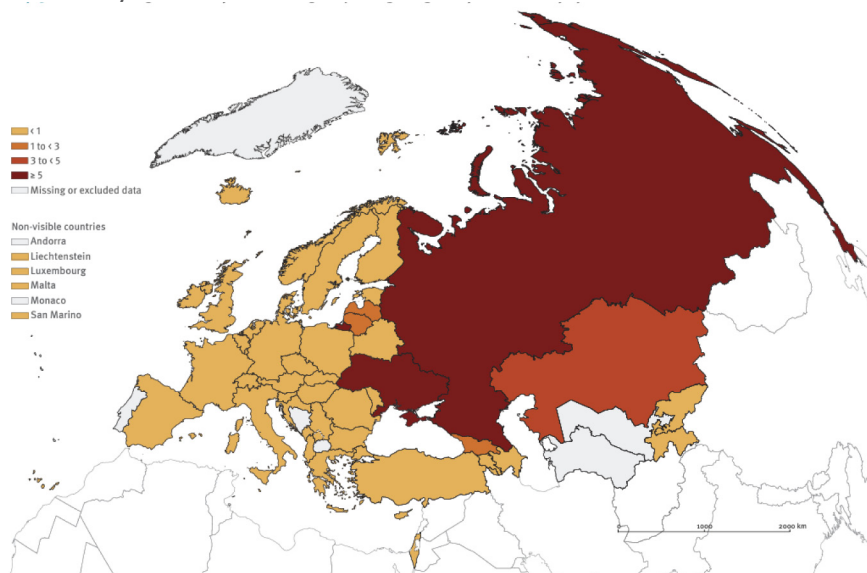 < 1
1 to < 3
3 to < 5
≥ 5
Missing or excluded data
Non-visible countries
Andorra
Liechtenstein
Luxembourg
Malta
Monaco
San Marino
0 1000 2000 km